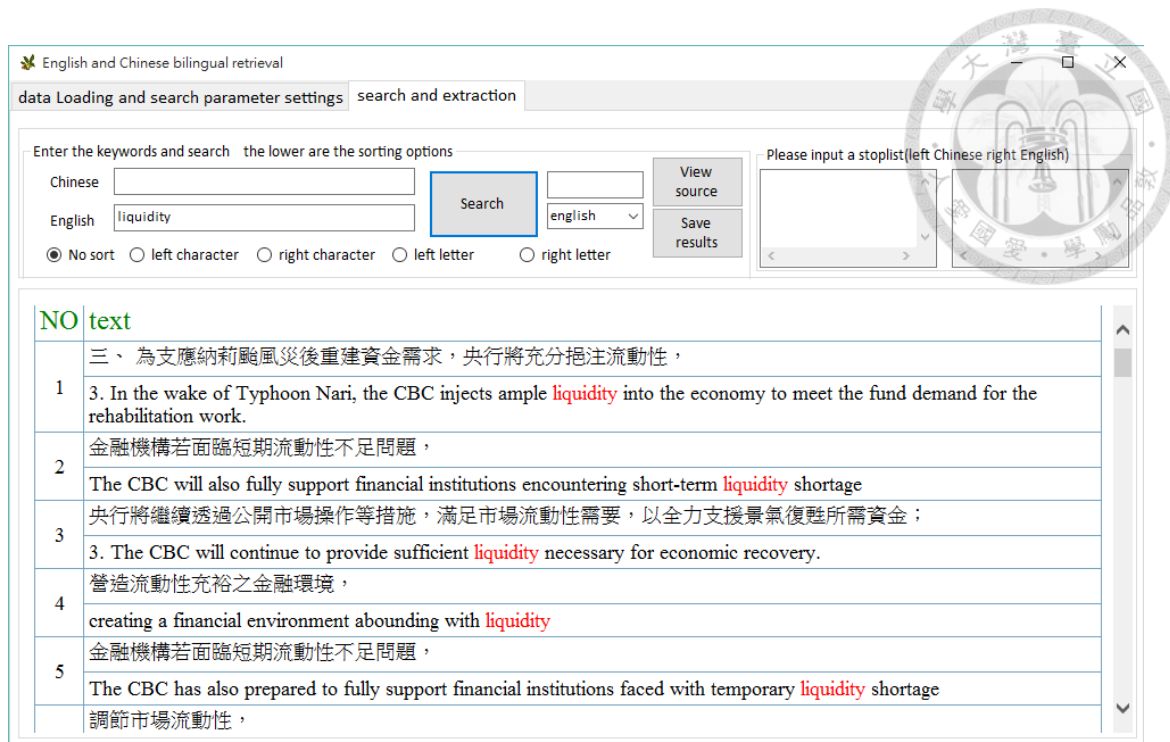 English and Chinese bilingual retrieval
data Loading and search parameter settings search and extraction
Enter the keywords and search the lower are the sorting options
Please input a stoplist(left Chinese right English)
Chinese
English liquidity
Search
english
View source
Save results
No sort left character right character left letter right letter
NO text
三、 為支應納莉颱風災後重建資金需求，央行將充分挹注流動性，
1
3. In the wake of Typhoon Nari, the CBC injects ample liquidity into the economy to meet the fund demand for the
rehabilitation work.
金融機構若面臨短期流動性不足問題，
2
The CBC will also fully support financial institutions encountering short-term liquidity shortage
央行將繼續透過公開市場操作等措施，滿足市場流動性需要，以全力支援景氣復甦所需資金；
3
3. The CBC will continue to provide sufficient liquidity necessary for economic recovery.
營造流動性充裕之金融環境，
4
creating a financial environment abounding with liquidity
金融機構若面臨短期流動性不足問題，
5
The CBC has also prepared to fully support financial institutions faced with temporary liquidity shortage
調節市場流動性，